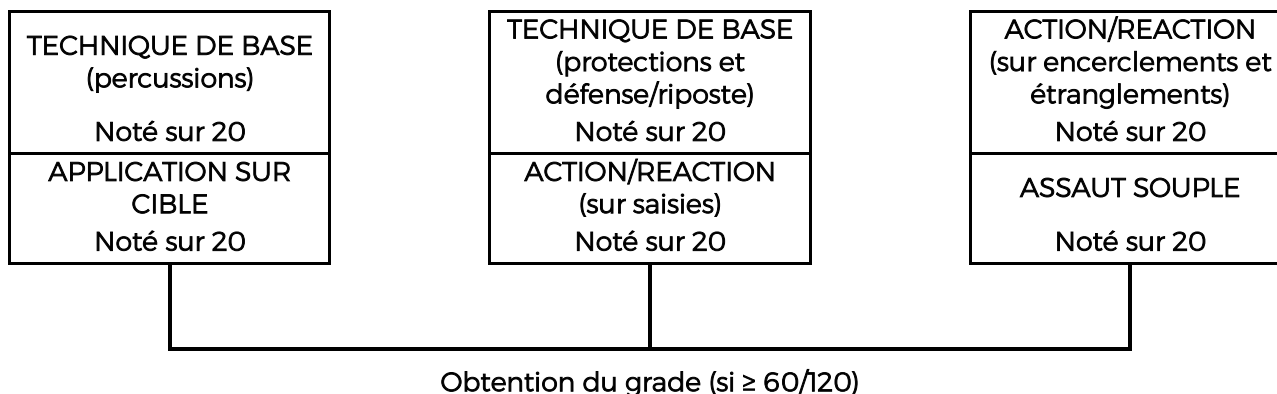 TECHNIQUE DE BASE
(percussions)
Noté sur 20
APPLICATION SUR
CIBLE
Noté sur 20
TECHNIQUE DE BASE
(protections et
défense/riposte)
Noté sur 20
ACTION/REACTION
(sur saisies)
Noté sur 20
ACTION/REACTION
(sur encerclements et
étranglements)
Noté sur 20
ASSAUT SOUPLE
Noté sur 20
Obtention du grade (si ≥ 60/120)